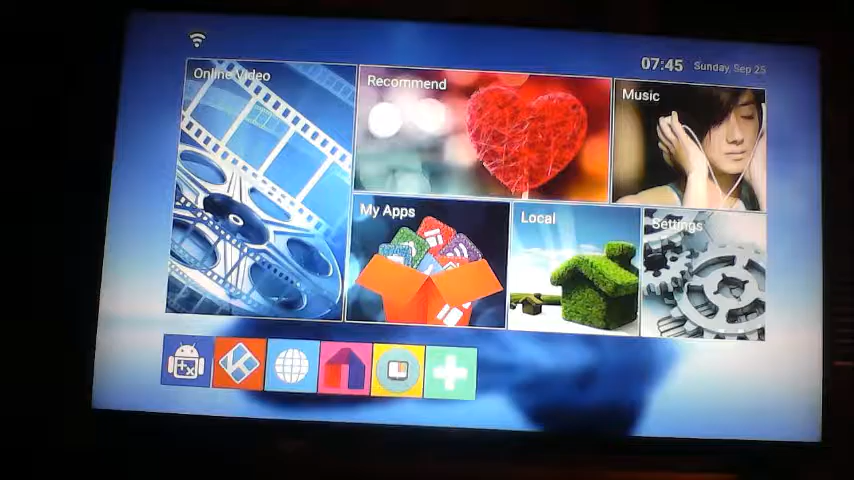 07:45 Sunday, Sep 25
Online Video
Recommend
Music
My Apps
Local
Settings